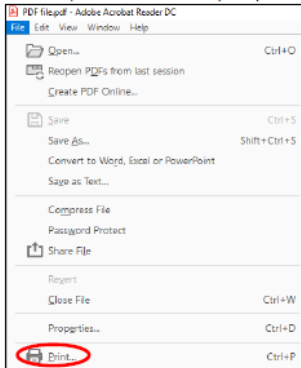 PDF file.pdf - Adobe Acrobat Reader DC
File Edit View Window Help
Open... Ctrl+O
Reopen PDFs from last session
Create PDF Online...
Save Ctrl+S
Save As... Shift+Ctrl+S
Convert to Word, Excel or PowerPoint
Save as Text...
Compress File
Password Protect
Share File
Revert
Close File Ctrl+W
Properties... Ctrl+D
Print... Ctrl+P